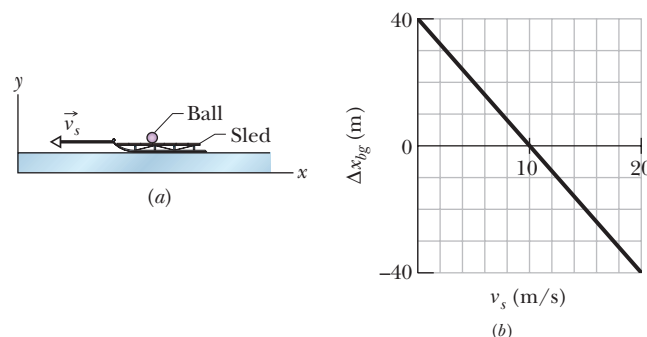 y
v_s
Ball
Sled
x
(a)
40
0
-40
10
20
Δx_bg (m)
v_s (m/s)
(b)